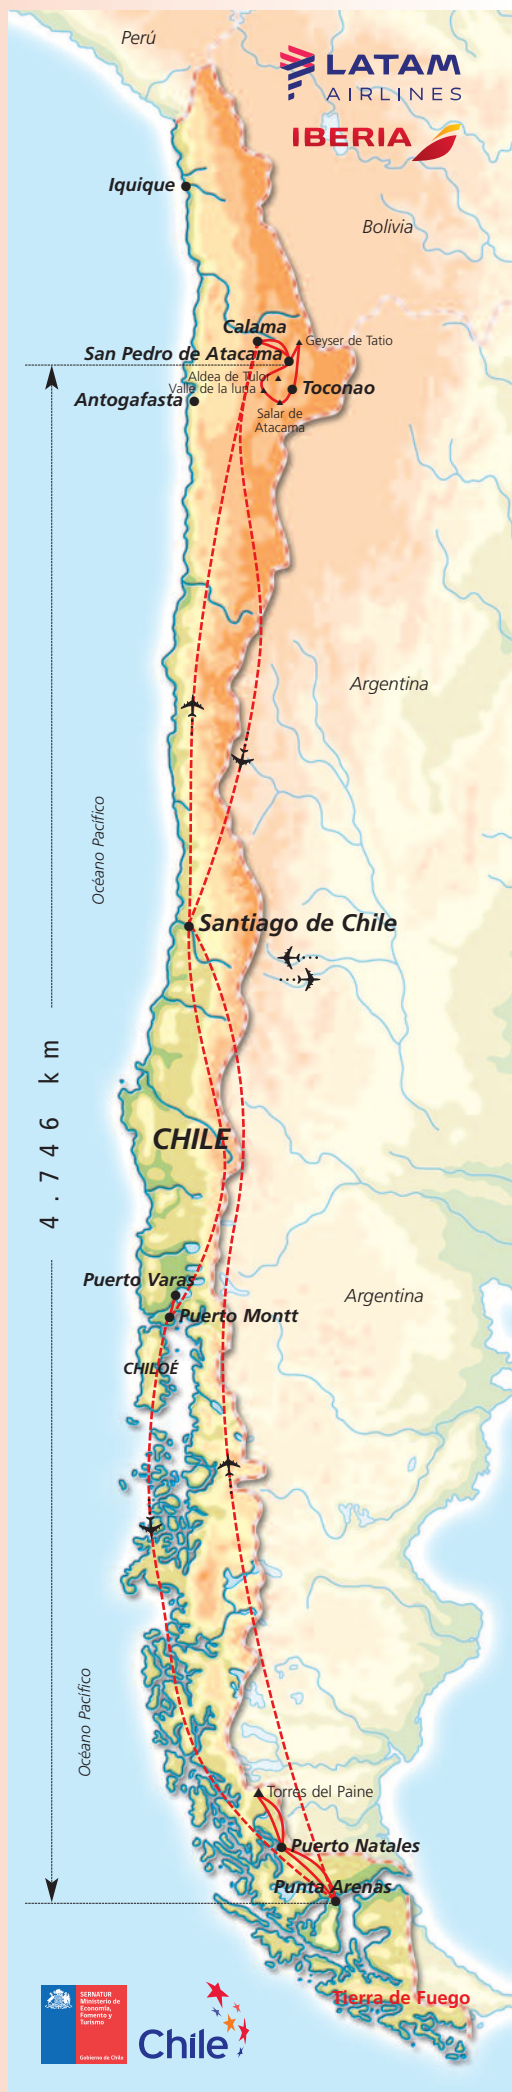 Perú
LATAM
AIRLINES
IBERIA
Iquique
Bolivia
Calama
Geyser de Tatio
San Pedro de Atacama
Aldea de Tulor
Valle de la luna
Toconao
Antogafasta
Salar de
Atacama
Argentina
Océano Pacífico
Santiago de Chile
4.746 km
CHILE
Puerto Varas
Argentina
Puerto Montt
CHILOÉ
Océano Pacífico
Torres del Paine
Puerto Natales
Punta Arenas
Tierra de Fuego
SERNATUR
Ministerio de
Economía,
Fomento y
Turismo
Gobierno de Chile
Chile